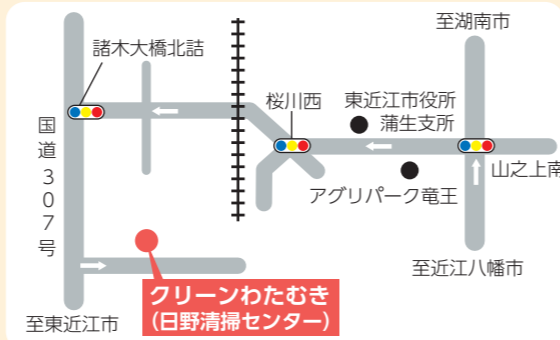 至湖南市
諸木大橋北詰
桜川西
東近江市役所
蒲生支所
国道307号
山之上南
アグリパーク竜王
至近江八幡市
クリーンわたむき
(日野清掃センター)
至東近江市